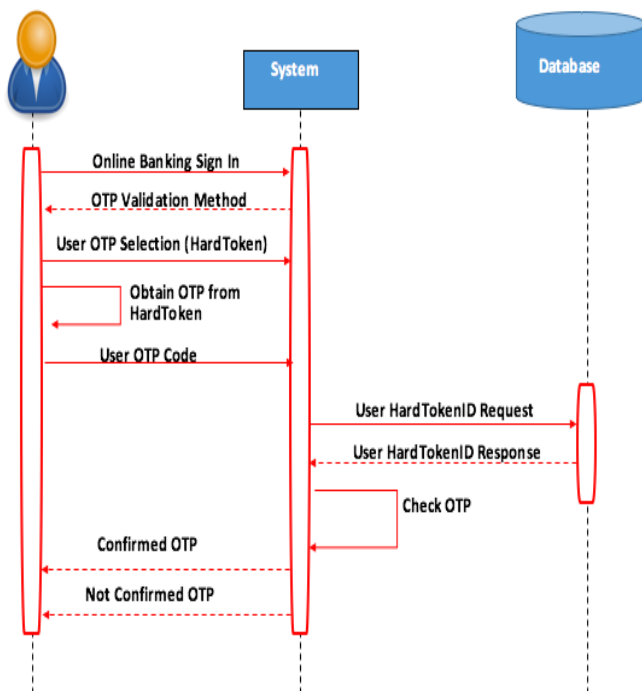 System
Database
Online Banking Sign In
OTP Validation Method
User OTP Selection (HardToken)
Obtain OTP from
HardToken
User OTP Code
User HardTokenID Request
User HardTokenID Response
Check OTP
Confirmed OTP
Not Confirmed OTP